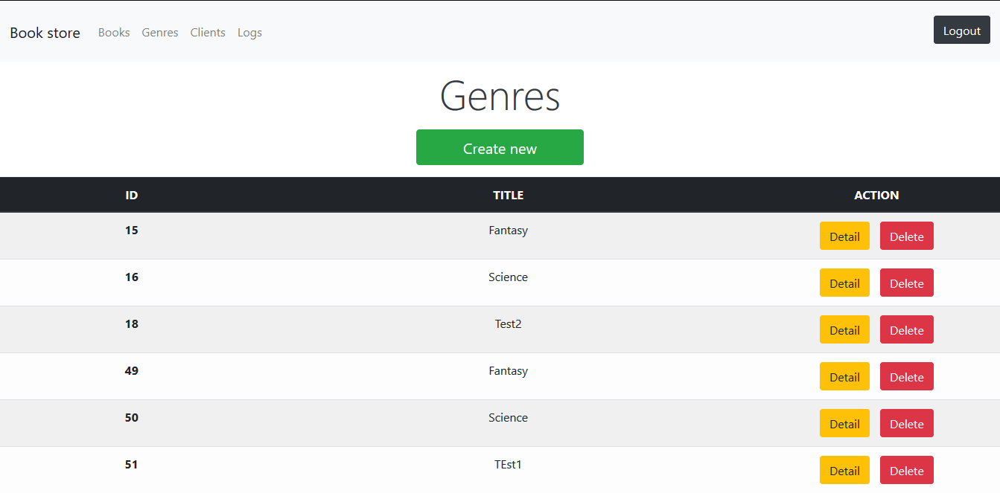 Book store Books Genres Clients Logs Logout
Genres
Create new
ID TITLE ACTION
15 Fantasy Detail Delete
16 Science Detail Delete
18 Test2 Detail Delete
49 Fantasy Detail Delete
50 Science Detail Delete
51 TEst1 Detail Delete